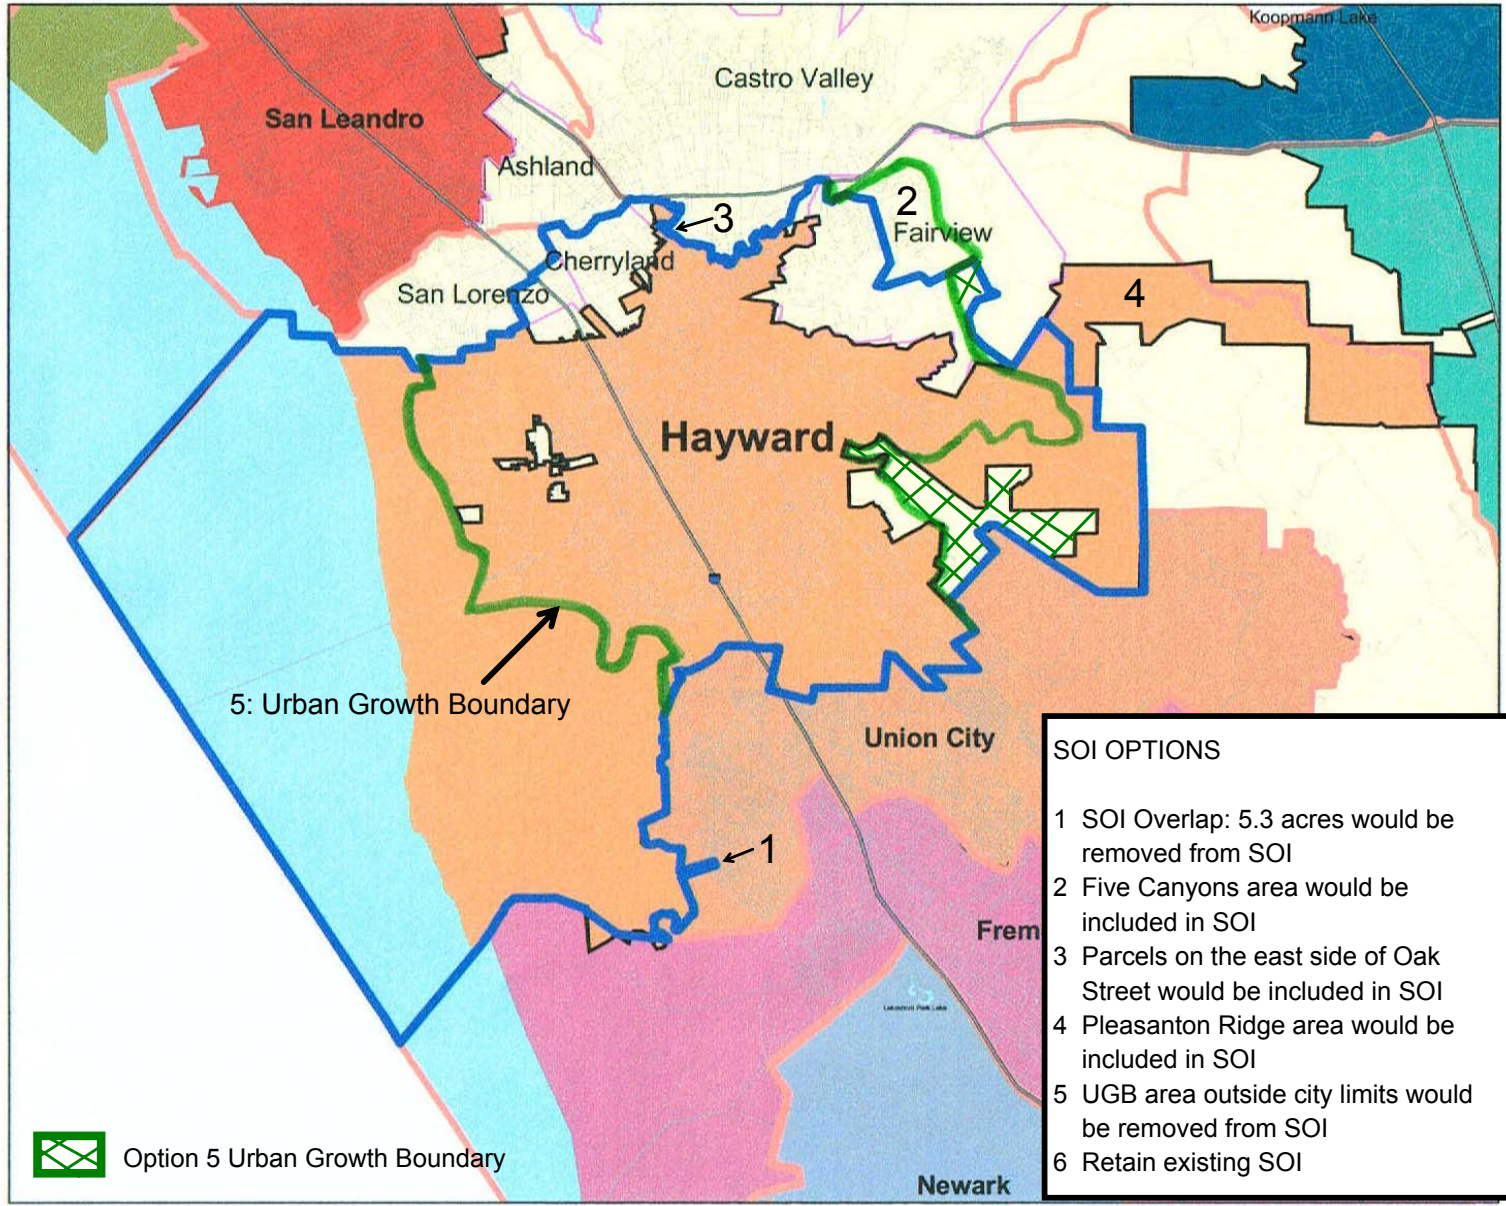 Koopmann Lake
Castro Valley
San Leandro
Ashland
2
3
Fairview
Cherryland
San Lorenzo
4
Hayward
5: Urban Growth Boundary
Union City
1
Frem
Lakeshore Park Lake
Newark
Option 5 Urban Growth Boundary
SOI OPTIONS
1 SOI Overlap: 5.3 acres would be
removed from SOI
2 Five Canyons area would be
included in SOI
3 Parcels on the east side of Oak
Street would be included in SOI
4 Pleasanton Ridge area would be
included in SOI
5 UGB area outside city limits would
be removed from SOI
6 Retain existing SOI